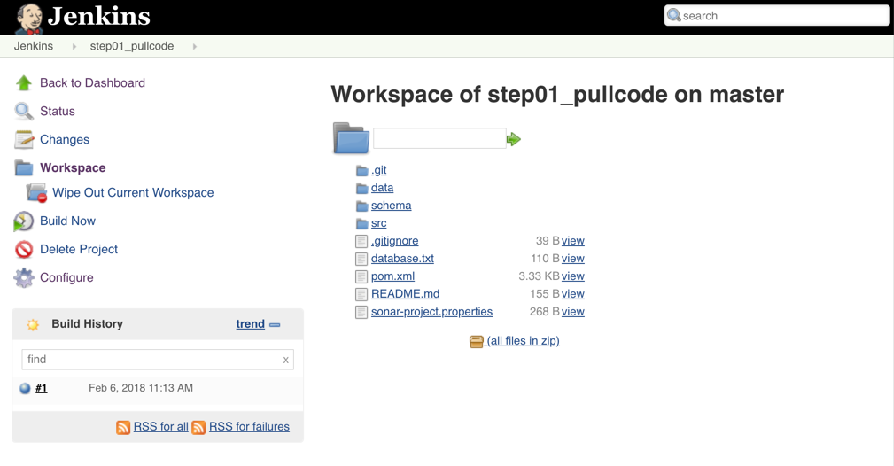 Jenkins
search
Jenkins step01_pullcode
Back to Dashboard
Status
Changes
Workspace
Wipe Out Current Workspace
Build Now
Delete Project
Configure
Build History trend
find
#1 Feb 6, 2018 11:13 AM
RSS for all RSS for failures
Workspace of step01_pullcode on master
.git
data
schema
src
.gitignore 39 B view
database.txt 110 B view
pom.xml 3.33 KB view
README.md 155 B view
sonar-project.properties 268 B view
(all files in zip)